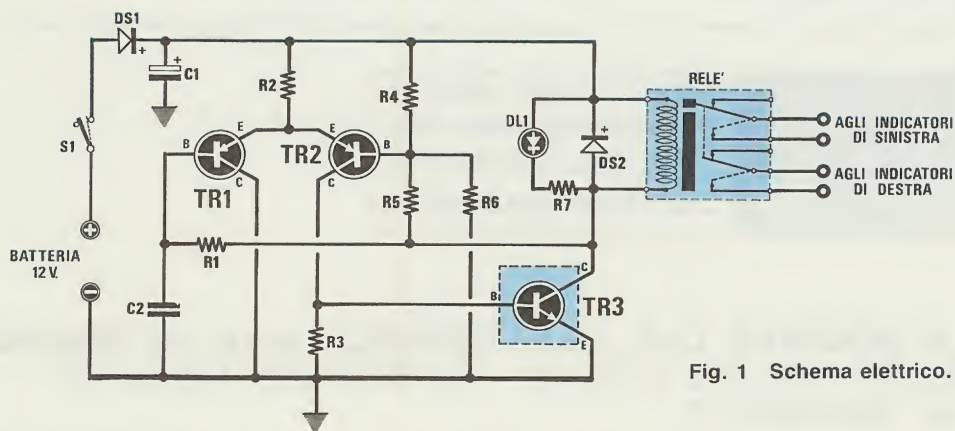 DS1
+
+
C1
R2
R4
S1
E
E
B
TR1
TR2
B
C
C
R5
R6
DL1
+
DS2
R7
RELE'
AGLI INDICATORI
DI SINISTRA
AGLI INDICATORI
DI DESTRA
+
BATTERIA
12 V.
-
R1
C2
R3
B
C
TR3
E
Fig. 1 Schema elettrico.